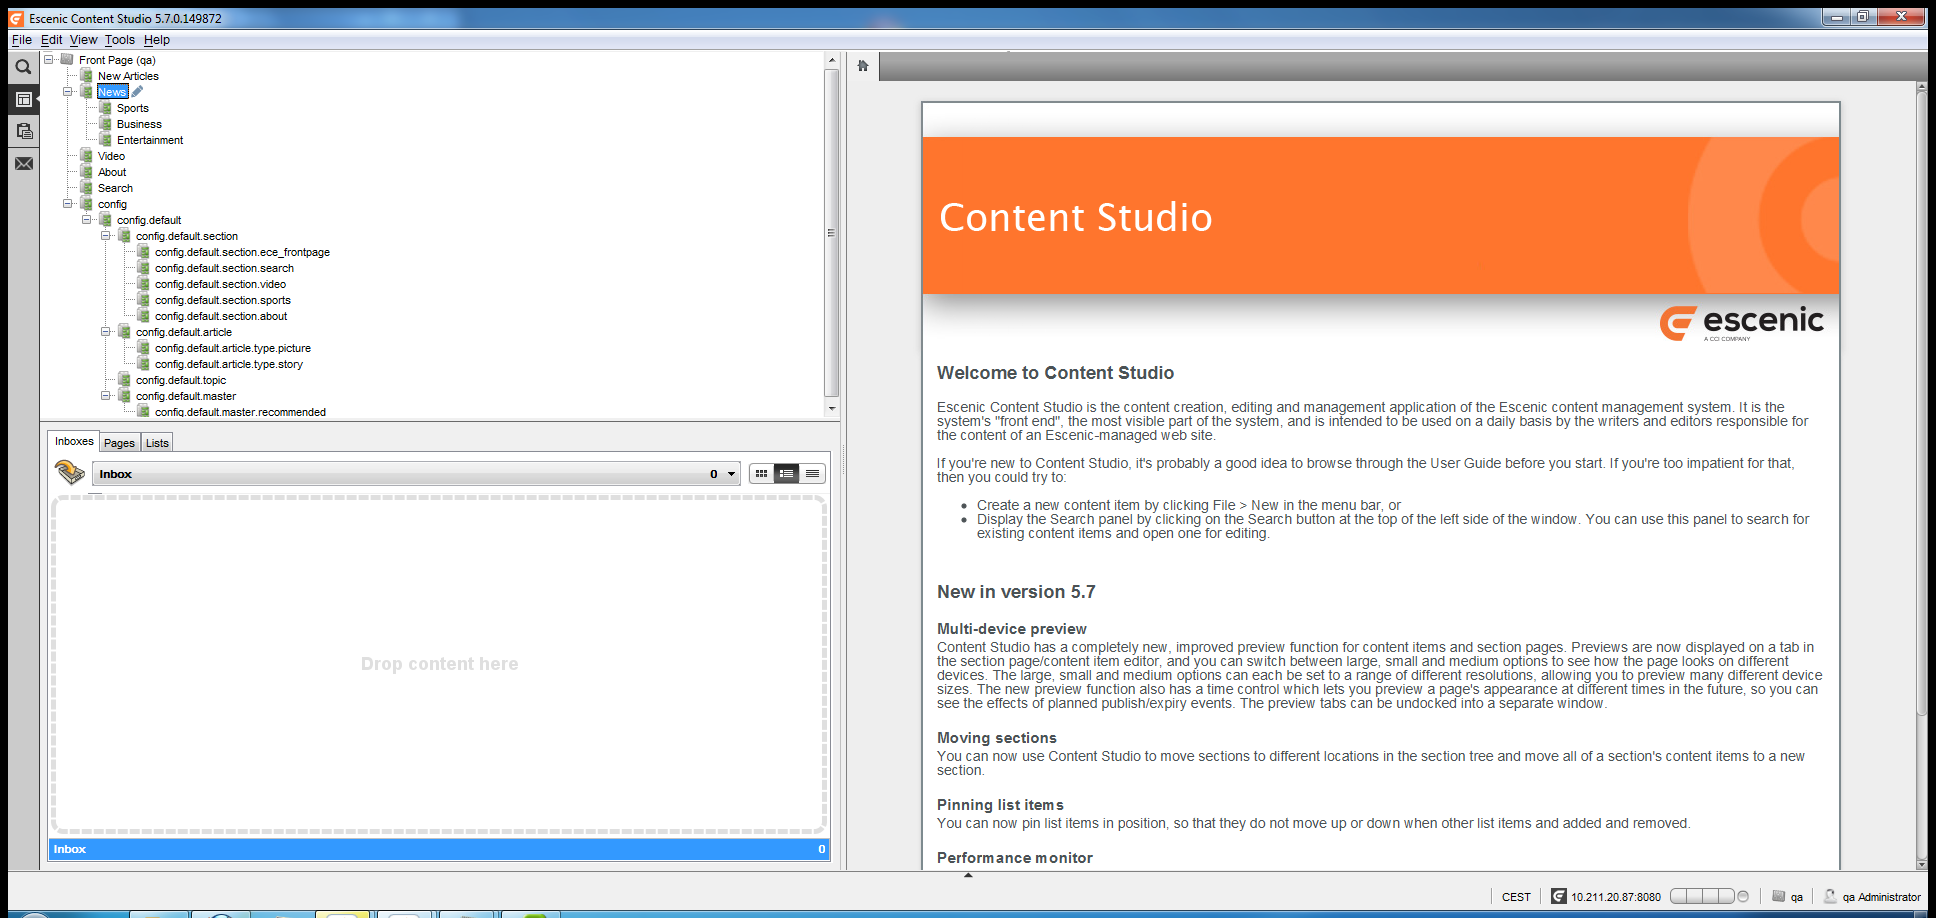 Escenic Content Studio 5.7.0.149872
File Edit View Tools Help
Front Page (qa)
New Articles
News
Sports
Business
Entertainment
Video
About
Search
config
config.default
config.default.section
config.default.section.ece_frontpage
config.default.section.search
config.default.section.video
config.default.section.sports
config.default.section.about
config.default.article
config.default.article.type.picture
config.default.article.type.story
config.default.topic
config.default.master
config.default.master.recommended
Inboxes Pages Lists
Inbox 0
Drop content here
Inbox 0
Content Studio
escenic
A CCI COMPANY
Welcome to Content Studio
Escenic Content Studio is the content creation, editing and management application of the Escenic content management system. It is the
system's "front end", the most visible part of the system, and is intended to be used on a daily basis by the writers and editors responsible for
the content of an Escenic-managed web site.
If you're new to Content Studio, it's probably a good idea to browse through the User Guide before you start. If you're too impatient for that,
then you could try to:
• Create a new content item by clicking File > New in the menu bar, or
• Display the Search panel by clicking on the Search button at the top of the left side of the window. You can use this panel to search for
existing content items and open one for editing.
New in version 5.7
Multi-device preview
Content Studio has a completely new, improved preview function for content items and section pages. Previews are now displayed on a tab in
the section page/content item editor, and you can switch between large, small and medium options to see how the page looks on different
devices. The large, small and medium options can each be set to a range of different resolutions, allowing you to preview many different device
sizes. The new preview function also has a time control which lets you preview a page's appearance at different times in the future, so you can
see the effects of planned publish/expiry events. The preview tabs can be undocked into a separate window.
Moving sections
You can now use Content Studio to move sections to different locations in the section tree and move all of a section's content items to a new
section.
Pinning list items
You can now pin list items in position, so that they do not move up or down when other list items and added and removed.
Performance monitor
CEST 10.211.20.87:8080 qa qa Administrator